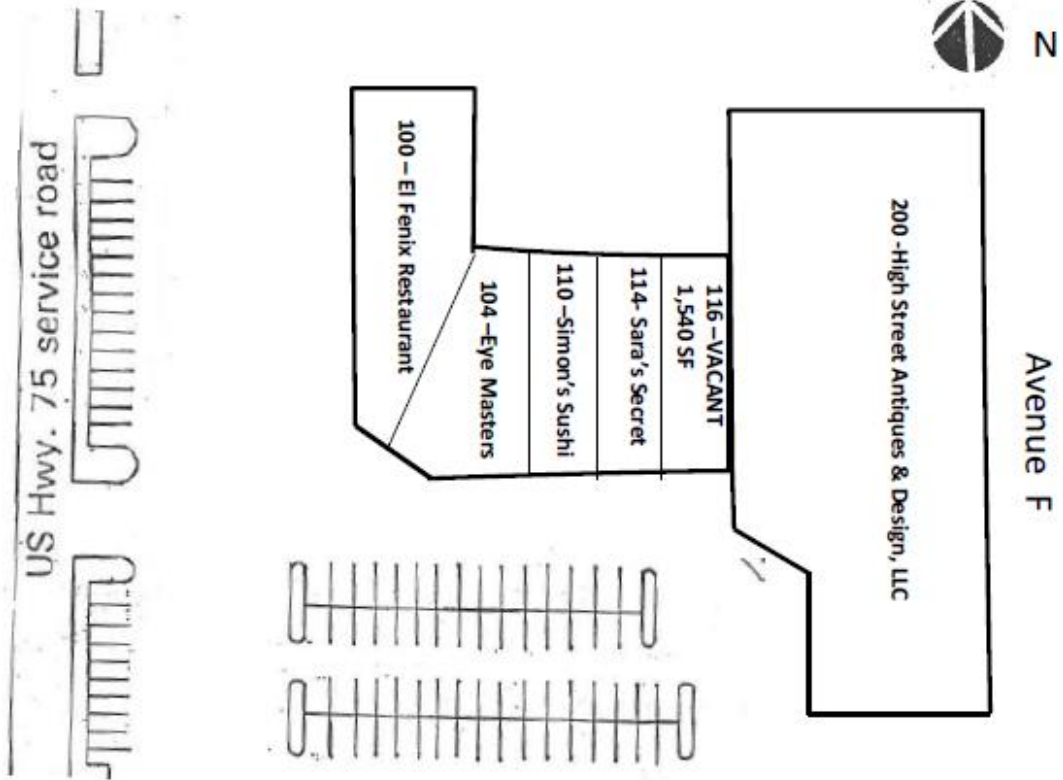 N
Avenue F
200 -High Street Antiques & Design, LLC
116 –VACANT
1,540 SF
114- Sara's Secret
110 –Simon's Sushi
104 –Eye Masters
100 – El Fenix Restaurant
US Hwy. 75 service road